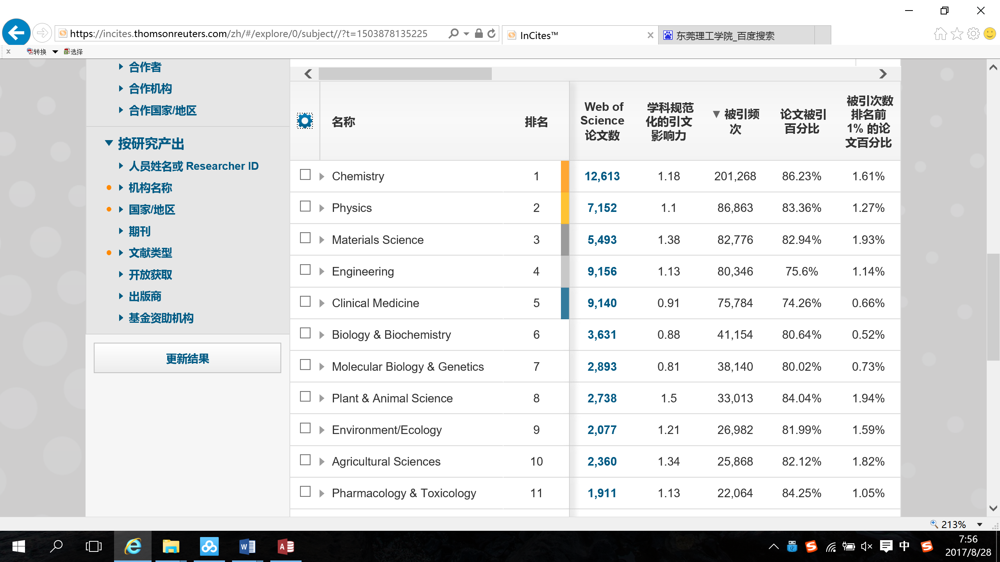 https://incites.thomsonreuters.com/zh/#/explore/0/subject//?t=1503878135225
InCites™
东莞理工学院_百度搜索
x 转换 选择
合作者
合作机构
合作国家/地区
按研究产出
人员姓名或 Researcher ID
机构名称
国家/地区
期刊
文献类型
开放获取
出版商
基金资助机构
更新结果
名称
排名
Web of
Science
论文数
学科规范
化的引文
影响力
被引频
次
论文被引
百分比
被引次数
排名前
1% 的论
文百分比
Chemistry 1 12,613 1.18 201,268 86.23% 1.61%
Physics 2 7,152 1.1 86,863 83.36% 1.27%
Materials Science 3 5,493 1.38 82,776 82.94% 1.93%
Engineering 4 9,156 1.13 80,346 75.6% 1.14%
Clinical Medicine 5 9,140 0.91 75,784 74.26% 0.66%
Biology & Biochemistry 6 3,631 0.88 41,154 80.64% 0.52%
Molecular Biology & Genetics 7 2,893 0.81 38,140 80.02% 0.73%
Plant & Animal Science 8 2,738 1.5 33,013 84.04% 1.94%
Environment/Ecology 9 2,077 1.21 26,982 81.99% 1.59%
Agricultural Sciences 10 2,360 1.34 25,868 82.12% 1.82%
Pharmacology & Toxicology 11 1,911 1.13 22,064 84.25% 1.05%
213%
中
7:56
2017/8/28